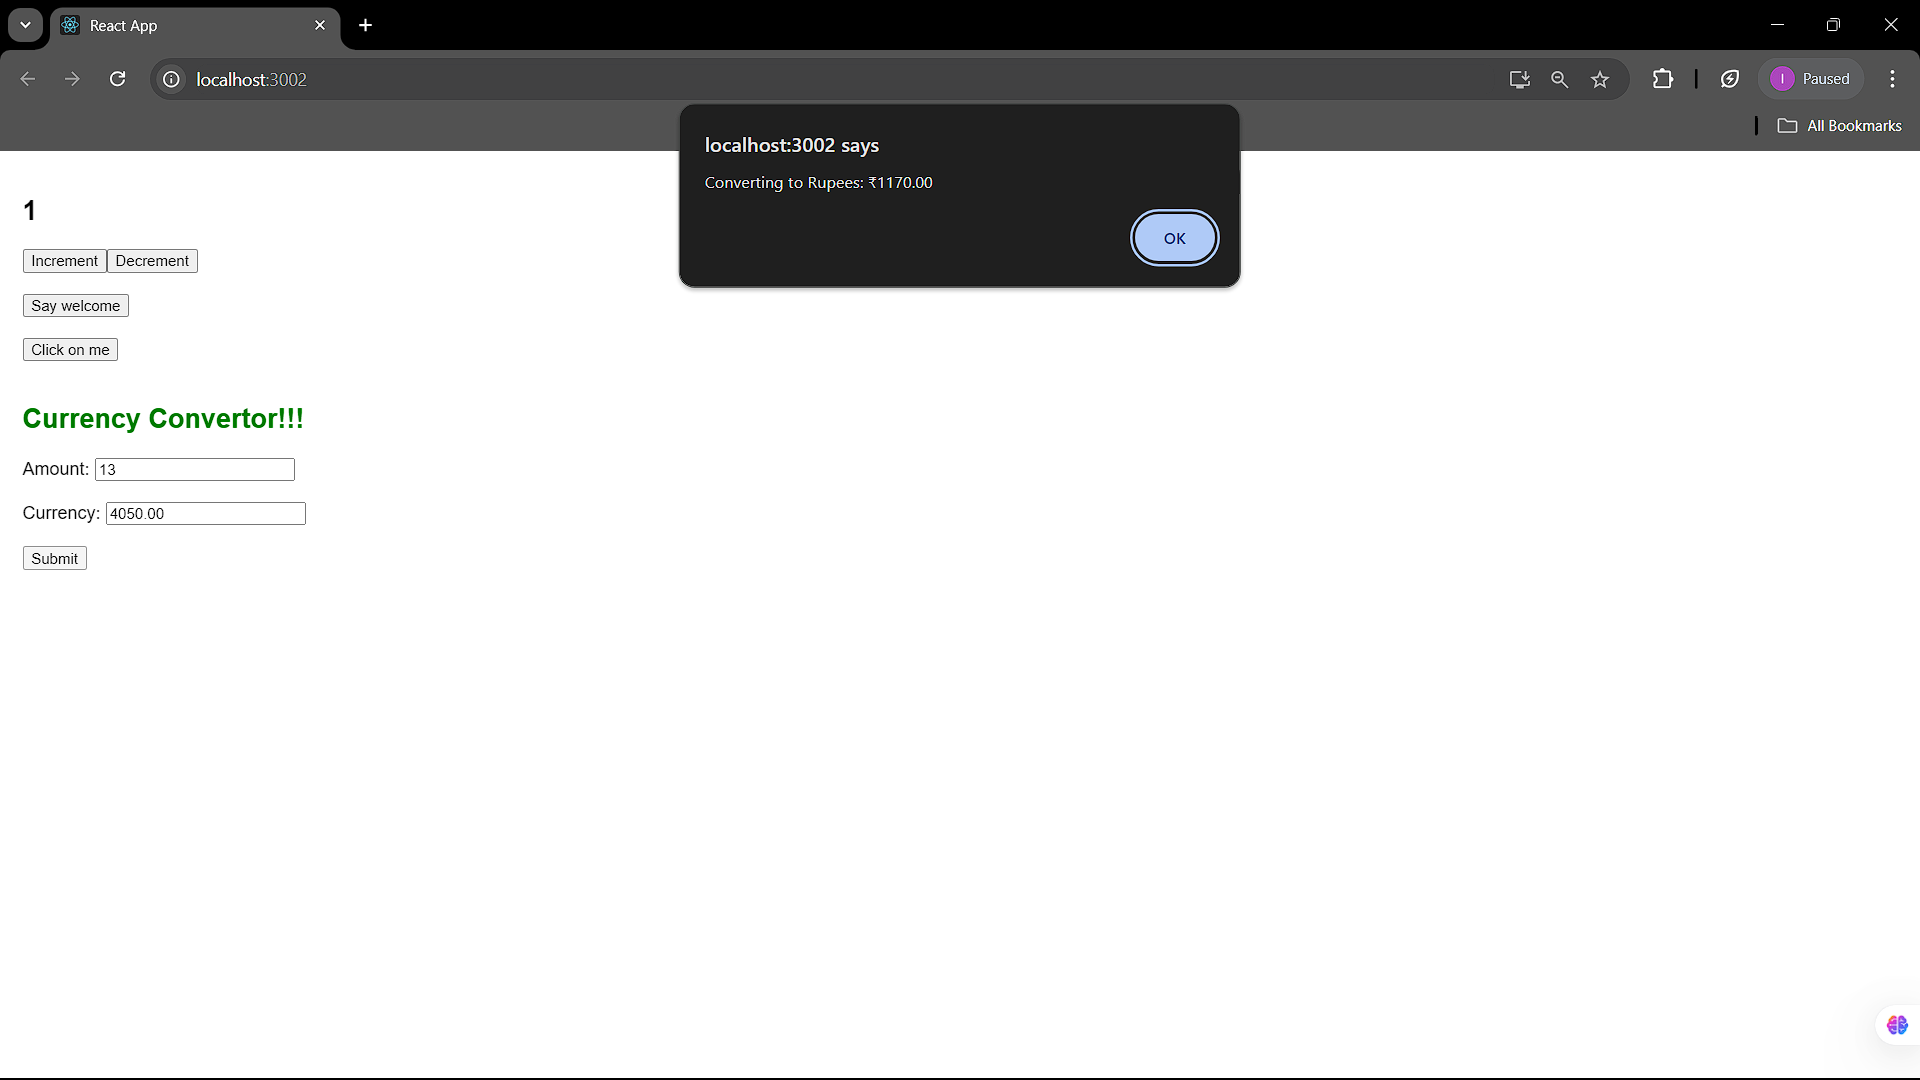 React App
localhost:3002
Paused
All Bookmarks
localhost:3002 says
Converting to Rupees: ₹1170.00
OK
1
Increment Decrement
Say welcome
Click on me
Currency Convertor!!!
Amount: 13
Currency: 4050.00
Submit